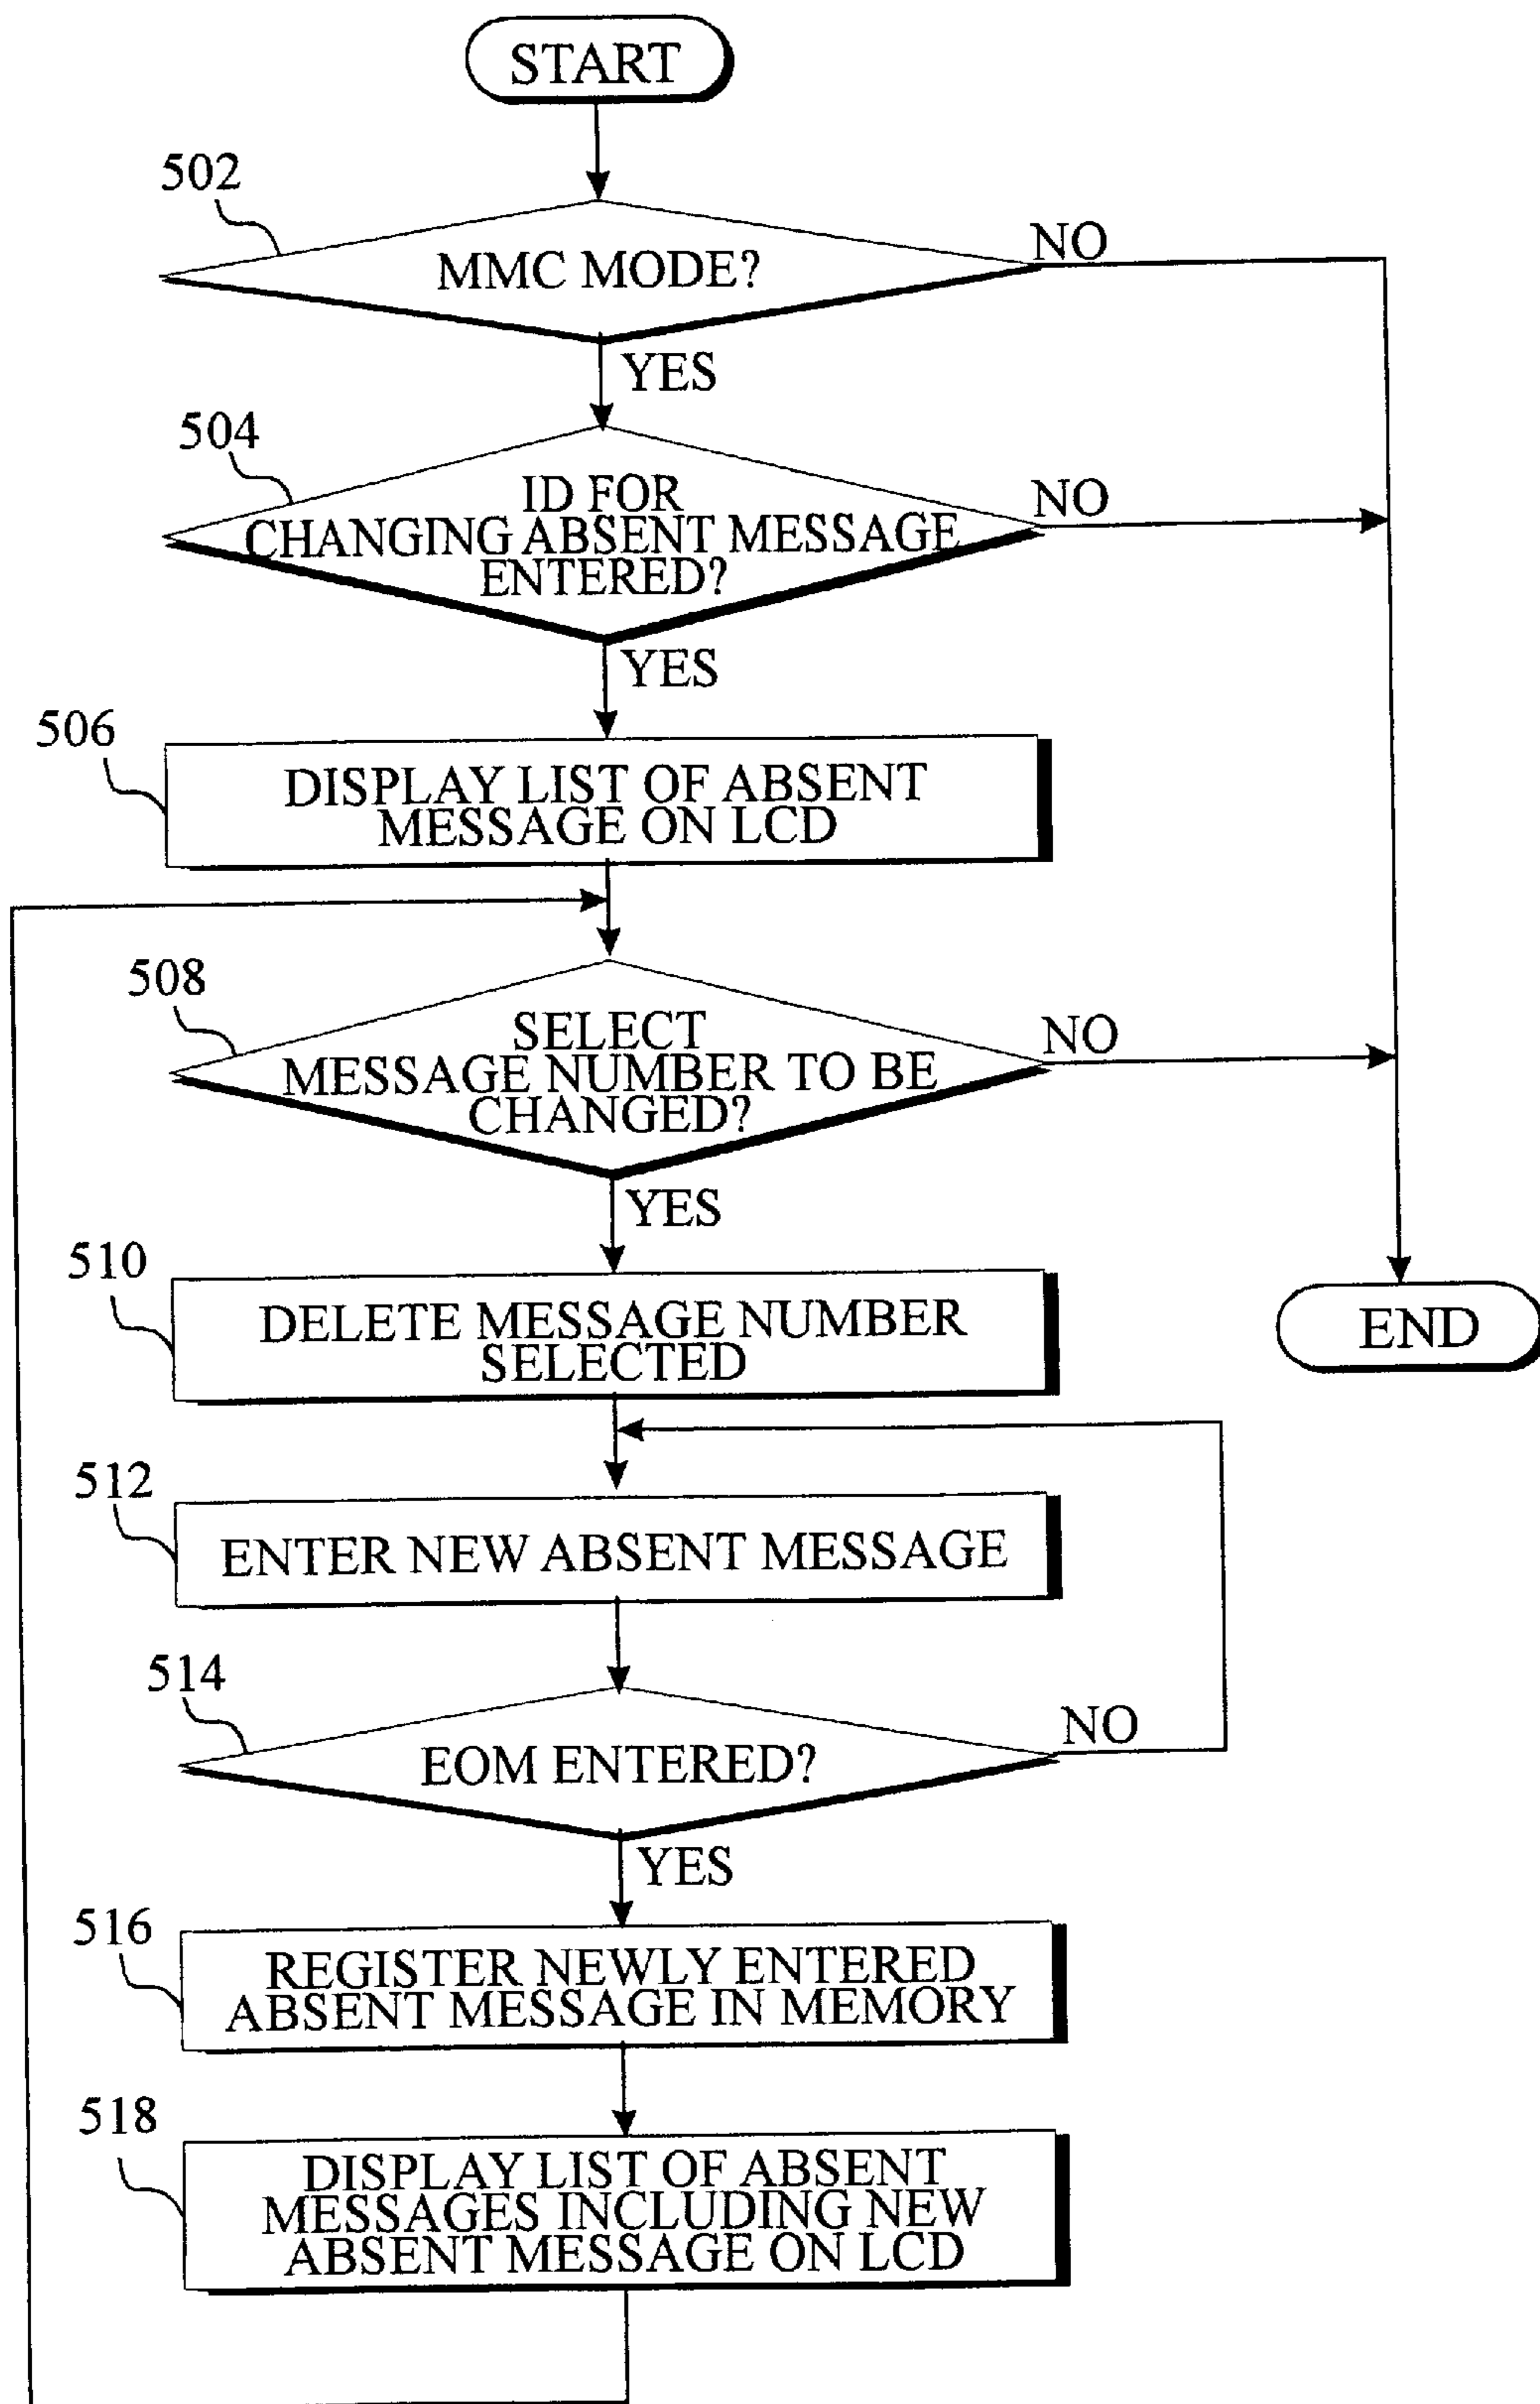 START
502
MMC MODE?
NO
YES
504
ID FOR
CHANGING ABSENT MESSAGE
ENTERED?
NO
YES
506
DISPLAY LIST OF ABSENT
MESSAGE ON LCD
508
SELECT
MESSAGE NUMBER TO BE
CHANGED?
NO
YES
510
DELETE MESSAGE NUMBER
SELECTED
END
512
ENTER NEW ABSENT MESSAGE
514
EOM ENTERED?
NO
YES
516
REGISTER NEWLY ENTERED
ABSENT MESSAGE IN MEMORY
518
DISPLAY LIST OF ABSENT
MESSAGES INCLUDING NEW
ABSENT MESSAGE ON LCD